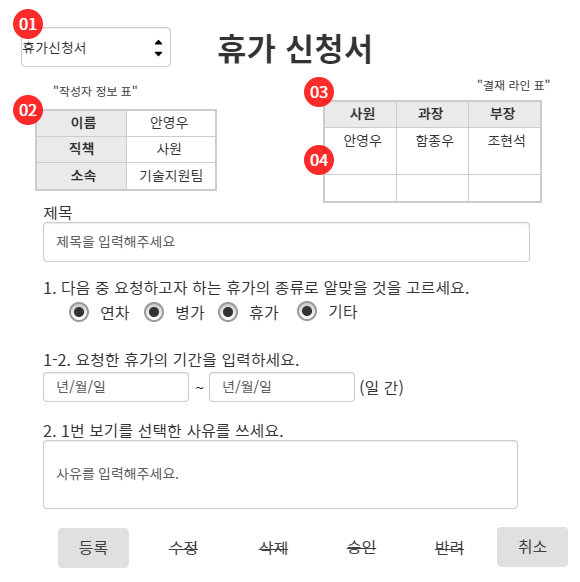 01
휴가신청서
휴가 신청서
"작성자 정보 표"
02
이름 안영우
직책 사원
소속 기술지원팀
"결재 라인 표"
03
사원 과장 부장
안영우 함종우 조현석
04
제목
제목을 입력해주세요
1. 다음 중 요청하고자 하는 휴가의 종류로 알맞을 것을 고르세요.
연차 병가 휴가 기타
1-2. 요청한 휴가의 기간을 입력하세요.
년/월/일 ~ 년/월/일 (일 간)
2. 1번 보기를 선택한 사유를 쓰세요.
사유를 입력해주세요.
등록 수정 삭제 승인 반려 취소